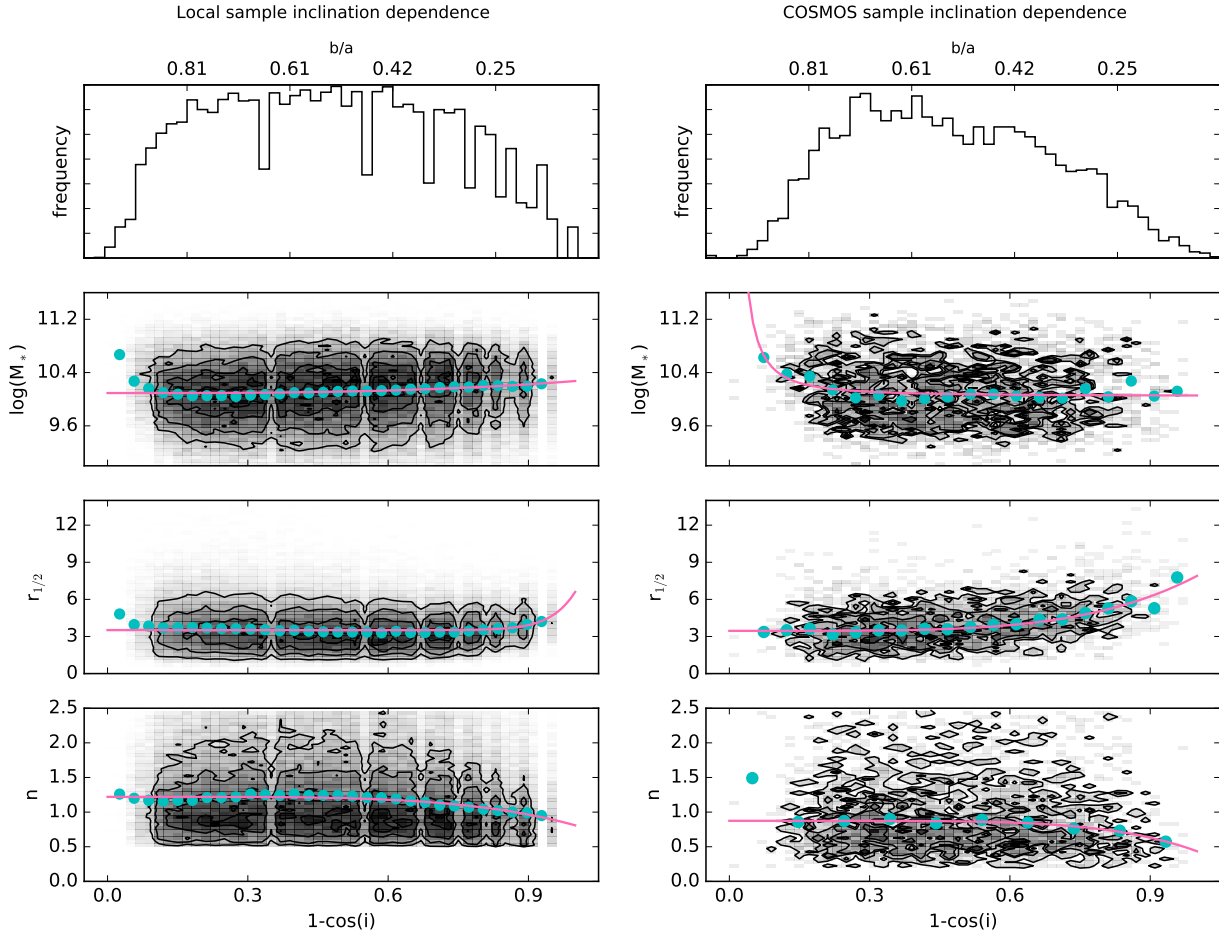 Local sample inclination dependence
COSMOS sample inclination dependence
b/a
b/a
0.81 0.61 0.42 0.25
0.81 0.61 0.42 0.25
frequency
frequency
log(M*)
11.2
10.4
9.6
log(M*)
11.2
10.4
9.6
r1/2
12
9
6
3
0
r1/2
12
9
6
3
0
n
2.5
2.0
1.5
1.0
0.5
0.0
n
2.5
2.0
1.5
1.0
0.5
0.0
0.0 0.3 0.6 0.9
0.0 0.3 0.6 0.9
1-cos(i)
1-cos(i)